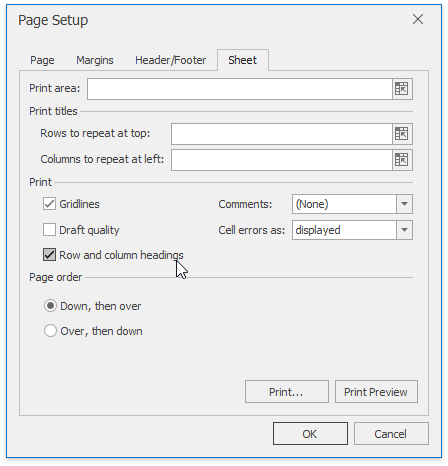 Page Setup
Page Margins Header/Footer Sheet
Print area:
Print titles
Rows to repeat at top:
Columns to repeat at left:
Print
Gridlines Comments: (None)
Draft quality Cell errors as: displayed
Row and column headings
Page order
Down, then over
Over, then down
Print... Print Preview
OK Cancel